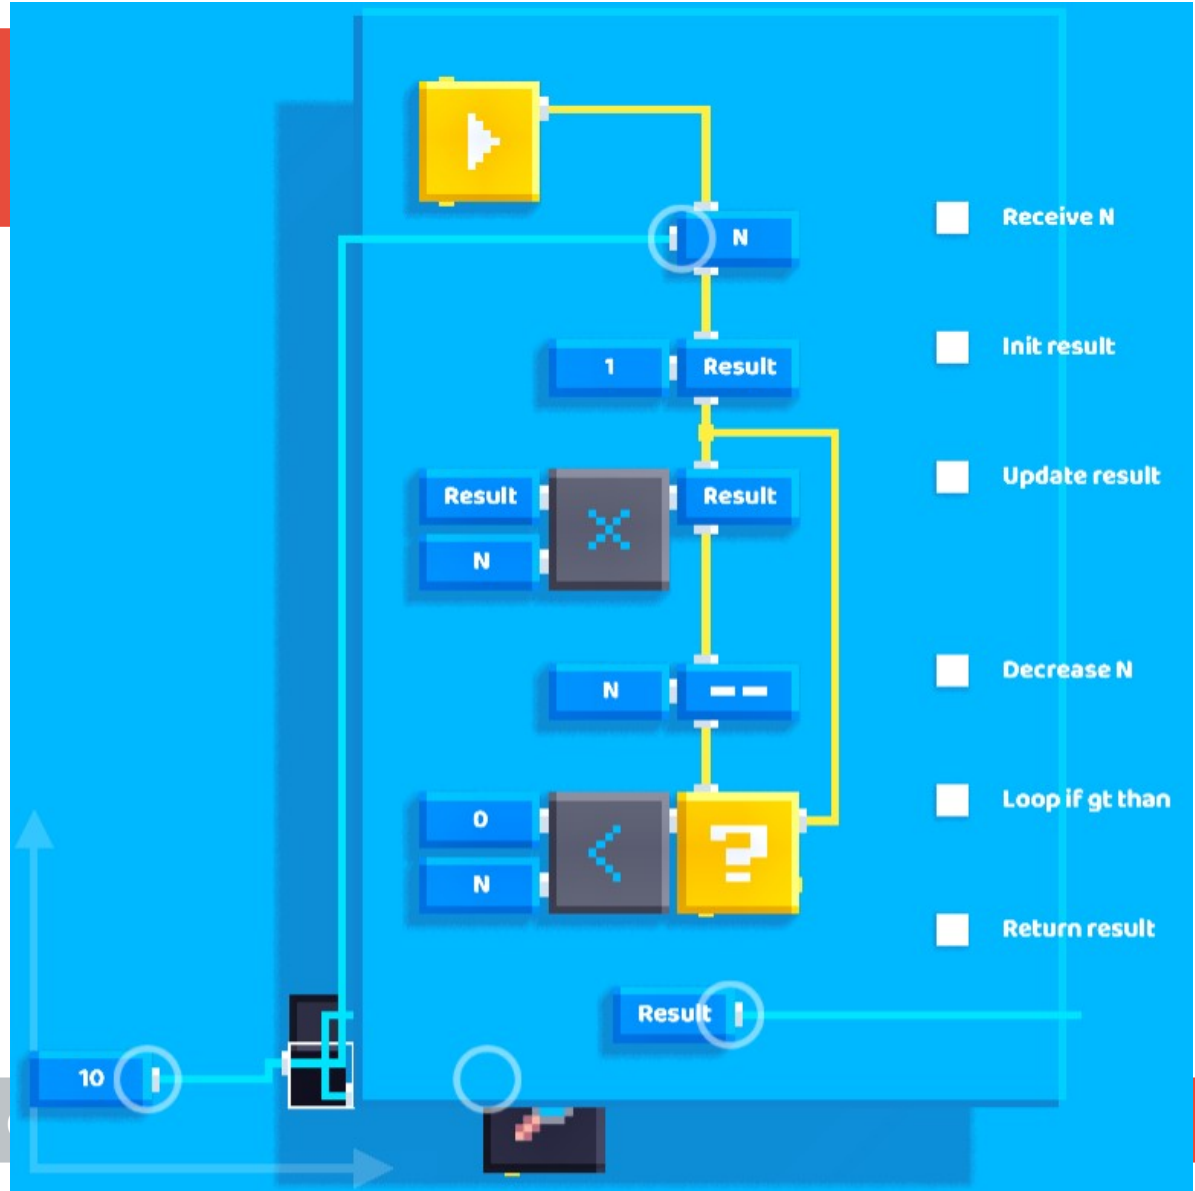 N
Receive N
1
Result
Init result
Result
Result
Update result
N
N
--
Decrease N
0
<
?
Loop if gt than
N
Return result
Result
10